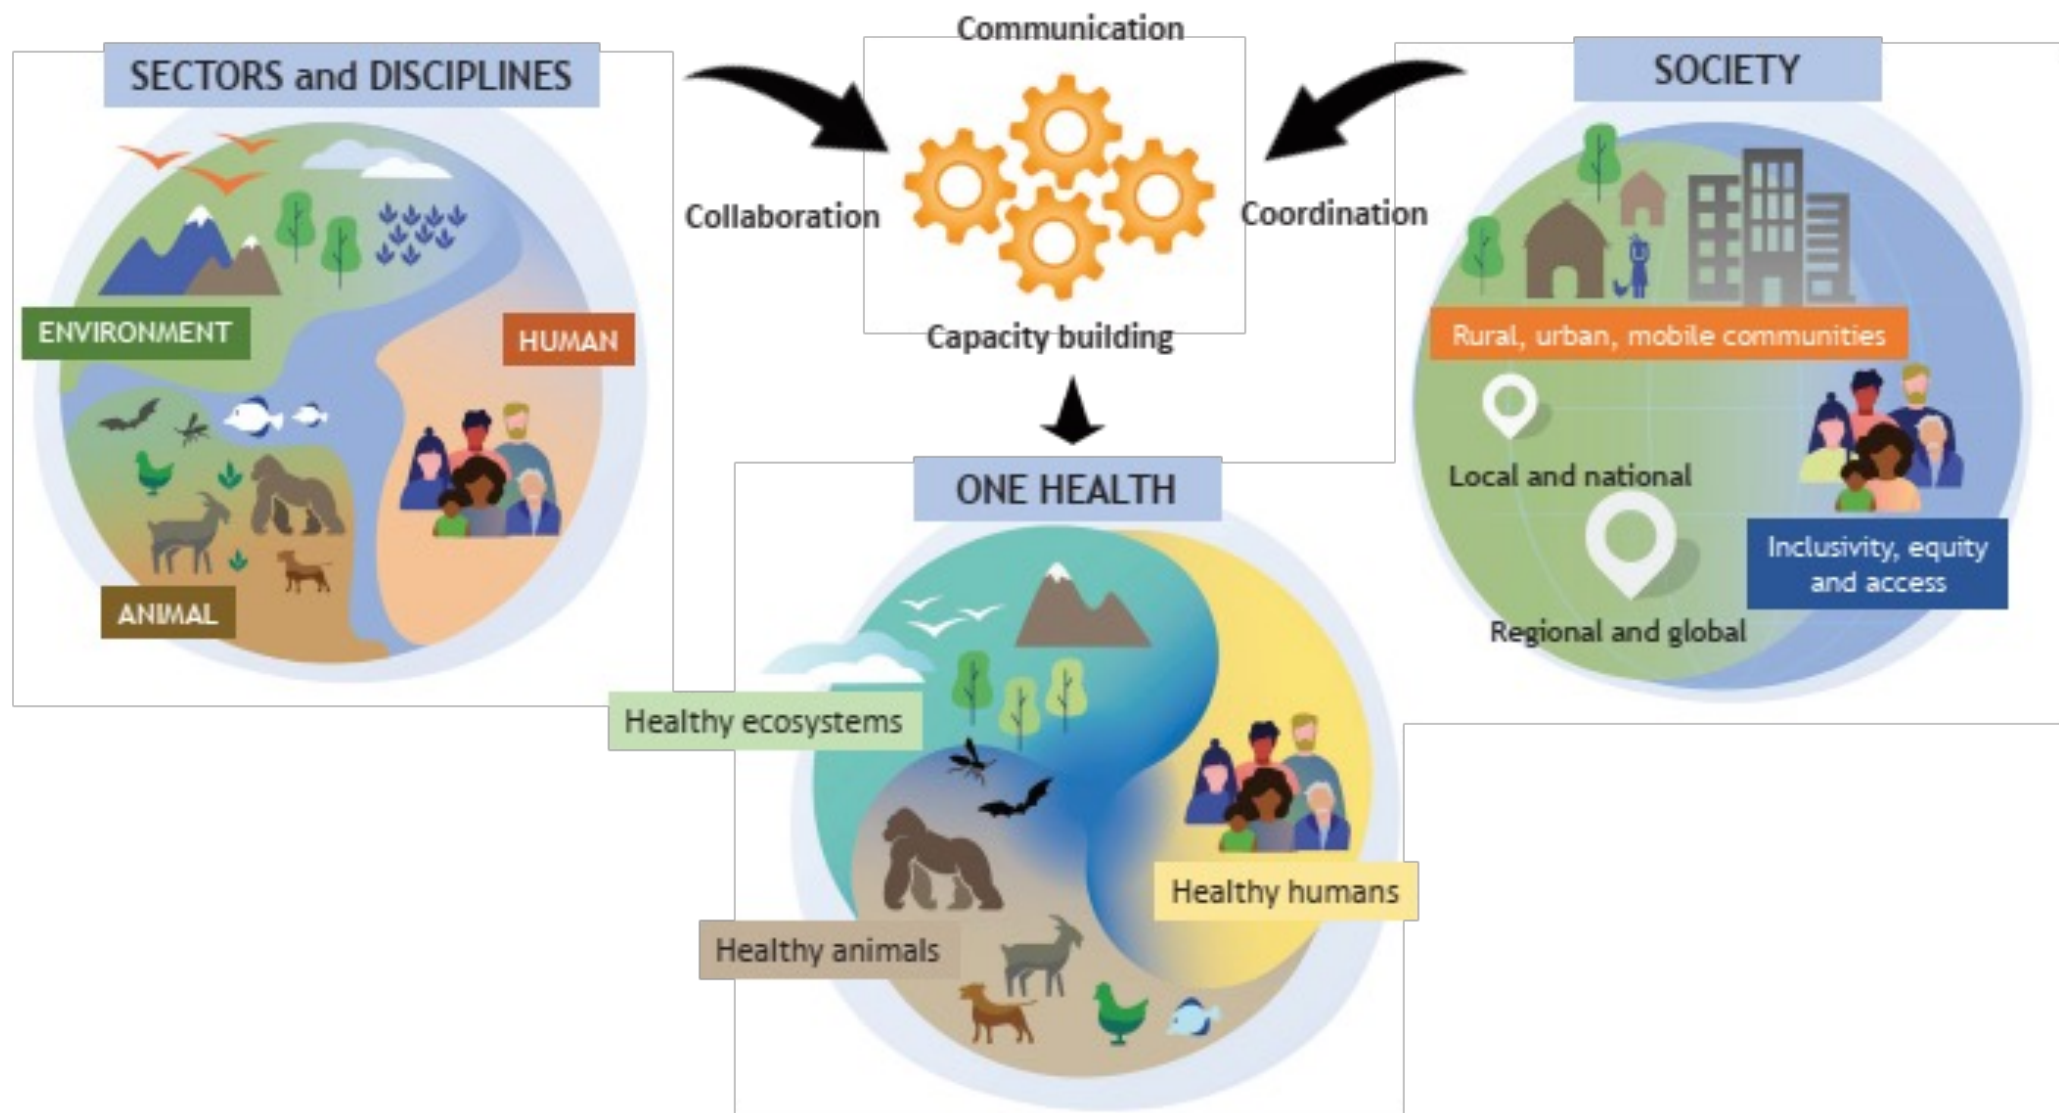 SECTORS and DISCIPLINES
ENVIRONMENT
HUMAN
ANIMAL
Communication
Collaboration
Coordination
Capacity building
SOCIETY
Rural, urban, mobile communities
Local and national
Inclusivity, equity
and access
Regional and global
ONE HEALTH
Healthy ecosystems
Healthy humans
Healthy animals